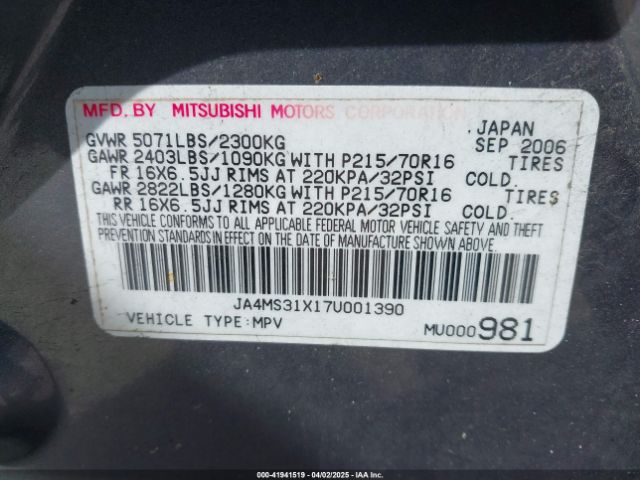 MFD. BY MITSUBISHI MOTORS CORPORATION
JAPAN
GVWR 5071LBS/2300KG SEP 2006
GAWR 2403LBS/1090KG WITH P215/70R16 TIRES
FR 16X6.5JJ RIMS AT 220KPA/32PSI COLD.
GAWR 2822LBS/1280KG WITH P215/70R16 TIRES
RR 16X6.5JJ RIMS AT 220KPA/32PSI COLD.
THIS VEHICLE CONFORMS TO ALL APPLICABLE FEDERAL MOTOR VEHICLE SAFETY AND THEFT
PREVENTION STANDARDS IN EFFECT ON THE DATE OF MANUFACTURE SHOWN ABOVE.
JA4MS31X17U001390
VEHICLE TYPE:MPV MU000981
000-41941519 04/02/2025 IAAI.COM